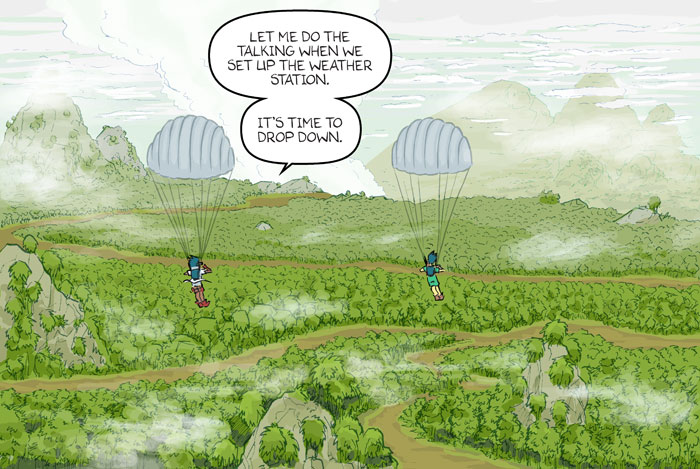 LET ME DO THE
TALKING WHEN WE
SET UP THE WEATHER
STATION.
IT'S TIME TO
DROP DOWN.